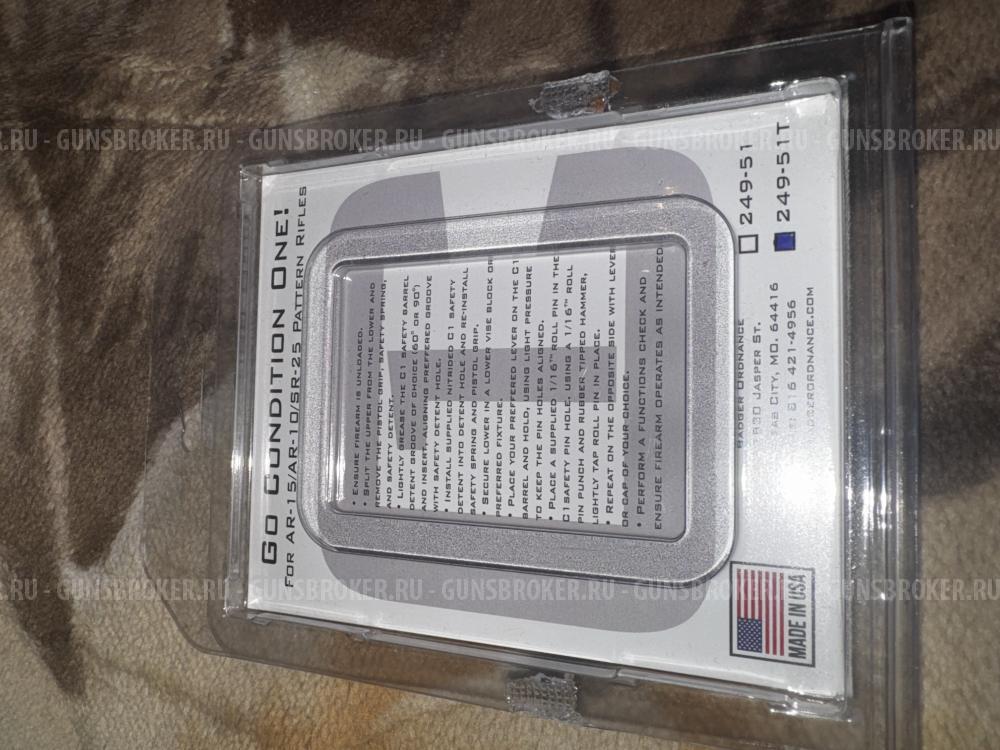 GO CONDITION ONE!
FOR AR-15/AR-10/SR-25 PATTERN RIFLES
• ENSURE FIREARM IS UNLOADED.
• SPLIT THE UPPER FROM THE LOWER AND
REMOVE THE PISTOL GRIP, SAFETY SPRING,
AND SAFETY DETENT.
• LIGHTLY GREASE THE C1 SAFETY BARREL
DETENT GROOVE OF CHOICE (60° OR 90°)
AND INSERT, ALIGNING PREFFERED GROOVE
WITH SAFETY DETENT HOLE.
• INSTALL SUPPLIED NITRIDED C1 SAFETY
DETENT INTO DETENT HOLE AND RE-INSTALL
SAFETY SPRING AND PISTOL GRIP.
• SECURE LOWER IN A LOWER VISE BLOCK OR
PREFERRED FIXTURE.
• PLACE YOUR PREFFERED LEVER ON THE C1
BARREL AND HOLD, USING LIGHT PRESSURE
TO KEEP THE PIN HOLES ALIGNED.
• PLACE A SUPPLIED 1/16™ ROLL PIN IN THE
C1SAFETY PIN HOLE. USING A 1/16™ ROLL
PIN PUNCH AND RUBBER TIPPED HAMMER,
LIGHTLY TAP ROLL PIN IN PLACE.
• REPEAT ON THE OPPOSITE SIDE WITH LEVER
OR CAP OF YOUR CHOICE.
• PERFORM A FUNCTIONS CHECK AND
ENSURE FIREARM OPERATES AS INTENDED
249-51
249-51T
BADGER ORDNANCE
JASPER ST.
CITY, MO. 64416
816 421-4956
MADE IN USA
GUNSBROKER.RU - GUNSBROKER.RU - GUNSBROKER.RU - GUNSBROKER.RU - GUNSBROKER.RU
GUNSBROKER.RU - GUNSBROKER.RU - GUNSBROKER.RU - GUNSBROKER.RU - GUNSBROKER.RU